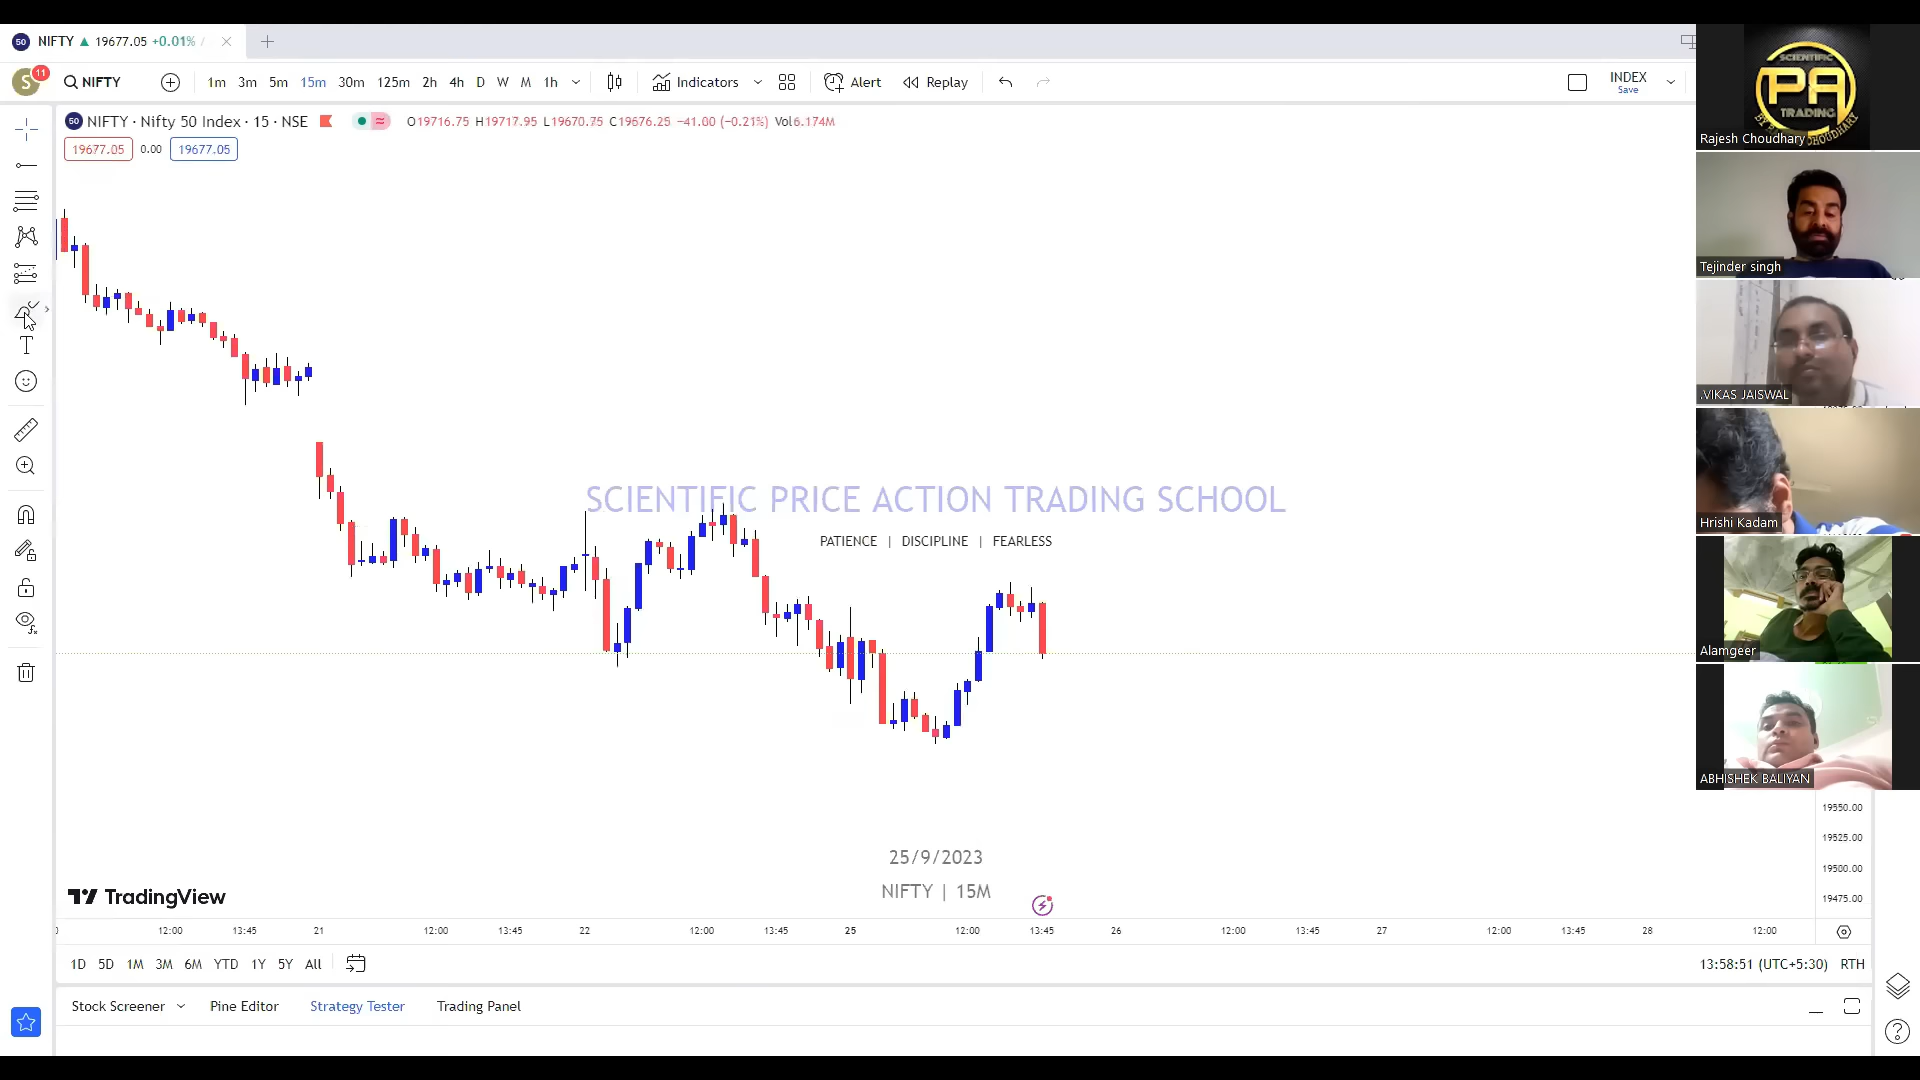 NIFTY 19677.05 +0.01% /
S 11 NIFTY 1m 3m 5m 15m 30m 125m 2h 4h D W M 1h Indicators Alert Replay INDEX
Save
50 NIFTY · Nifty 50 Index · 15 · NSE O19716.75 H19717.95 L19670.75 C19676.25 −41.00 (−0.21%) Vol6.174M
19677.05 0.00 19677.05
SCIENTIFIC
PA
TRADING
Rajesh Choudhary
Tejinder singh
.VIKAS JAISWAL
Hrishi Kadam
Alamgeer
ABHISHEK BALIYAN
SCIENTIFIC PRICE ACTION TRADING SCHOOL
PATIENCE | DISCIPLINE | FEARLESS
19550.00
19525.00
19500.00
19475.00
25/9/2023
NIFTY | 15M
TradingView
12:00 13:45 21 12:00 13:45 22 12:00 13:45 25 12:00 13:45 26 12:00 13:45 27 12:00 13:45 28 12:00
1D 5D 1M 3M 6M YTD 1Y 5Y All 13:58:51 (UTC+5:30) RTH
Stock Screener Pine Editor Strategy Tester Trading Panel